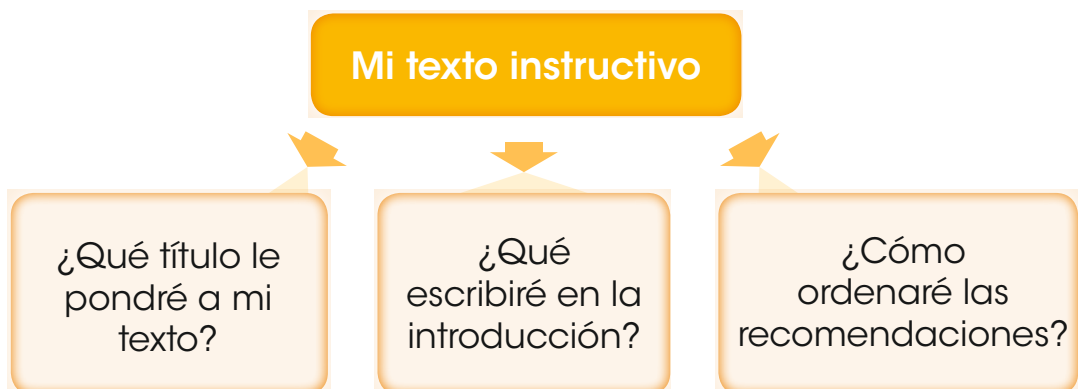 Mi texto instructivo
¿Qué título le
pondré a mi
texto?
¿Qué
escribiré en la
introducción?
¿Cómo
ordenaré las
recomendaciones?